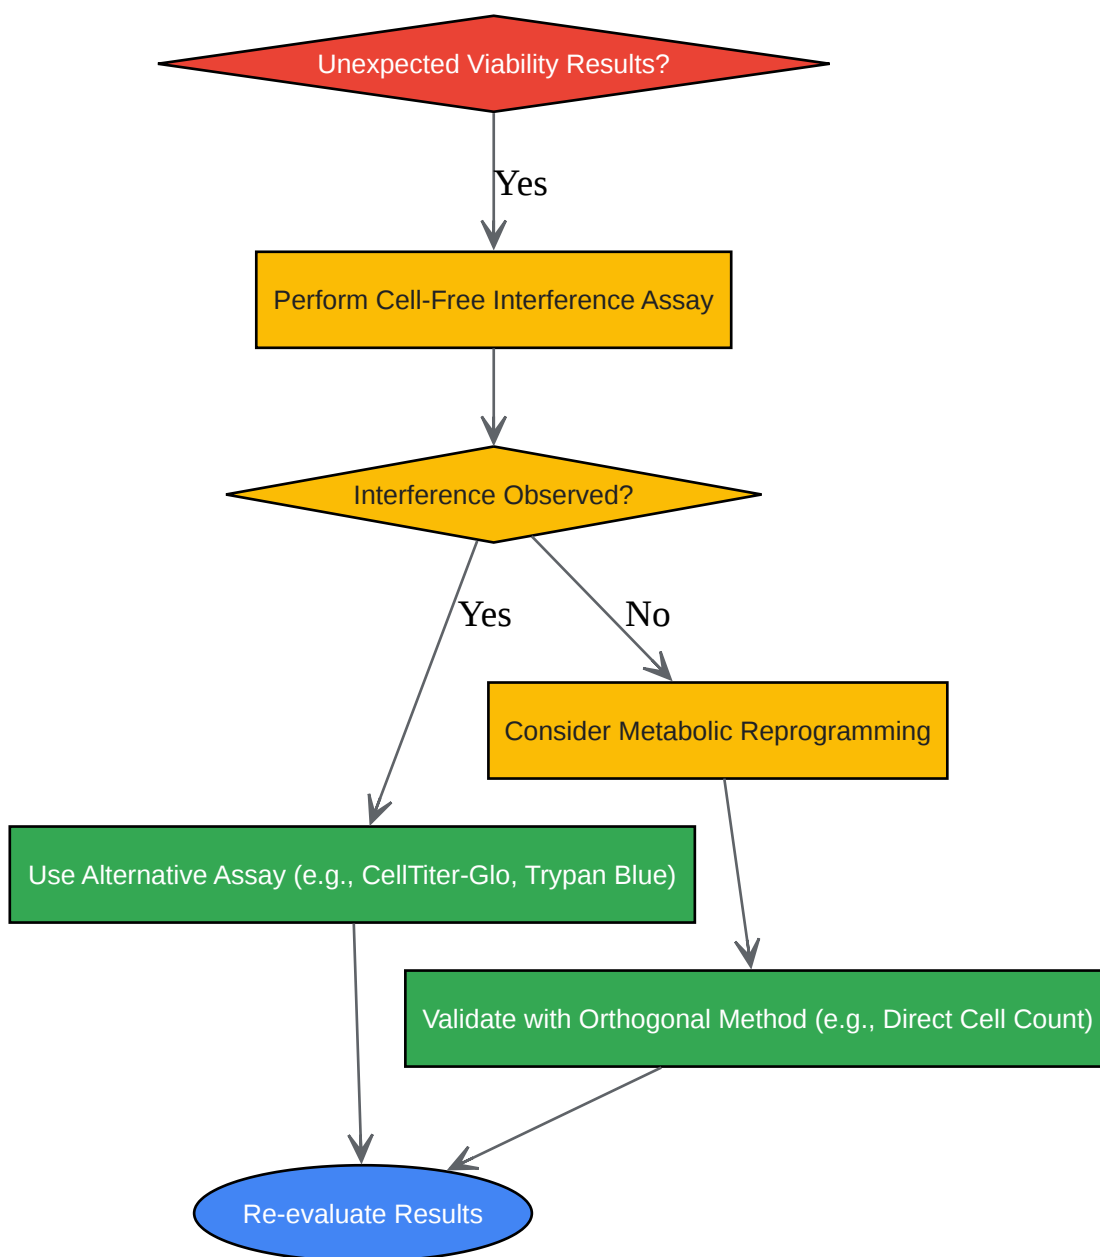 Unexpected Viability Results?
Yes
Perform Cell-Free Interference Assay
Interference Observed?
Yes
No
Consider Metabolic Reprogramming
Use Alternative Assay (e.g., CellTiter-Glo, Trypan Blue)
Validate with Orthogonal Method (e.g., Direct Cell Count)
Re-evaluate Results